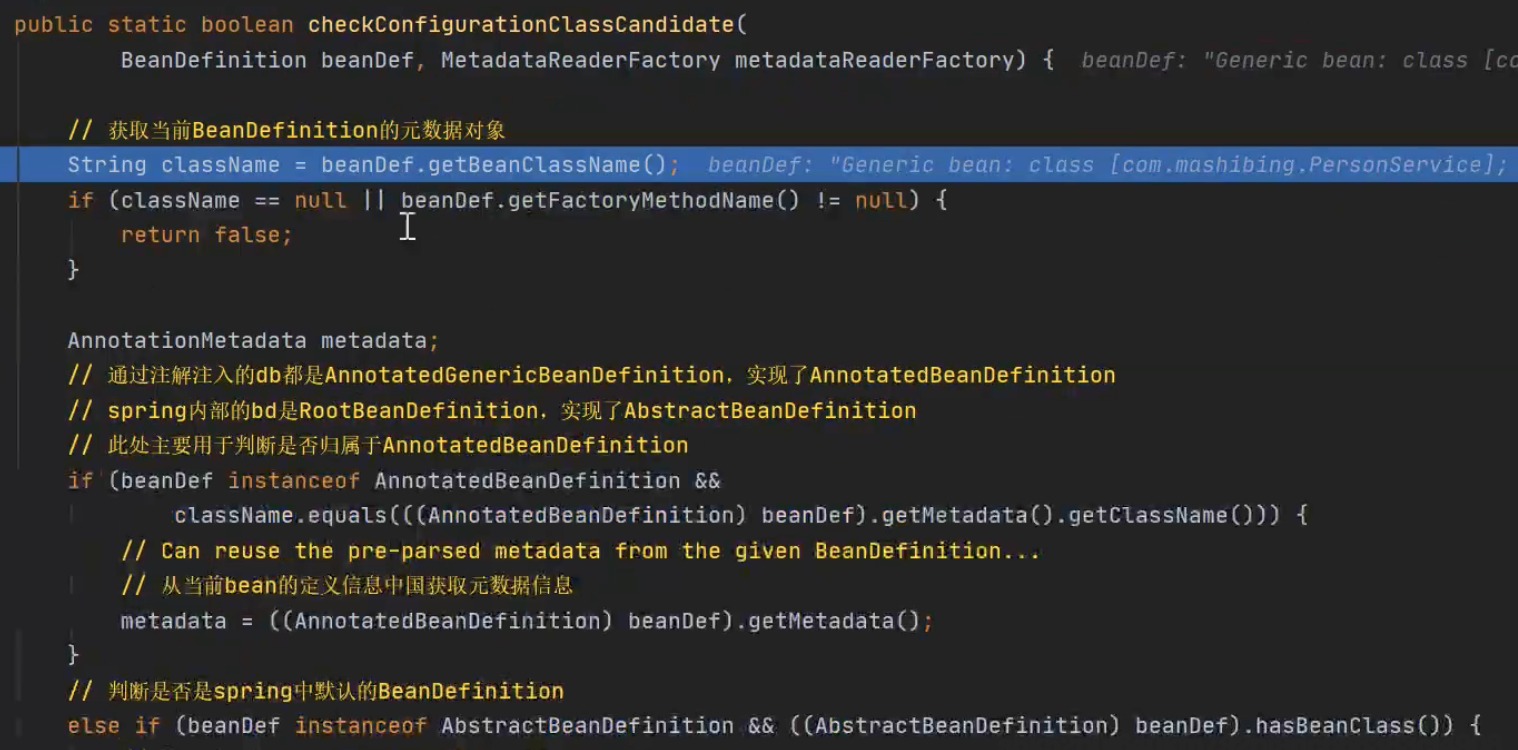 public static boolean checkConfigurationClassCandidate(
BeanDefinition beanDef, MetadataReaderFactory metadataReaderFactory) { beanDef: "Generic bean: class [co
// 获取当前BeanDefinition的元数据对象
String className = beanDef.getBeanClassName(); beanDef: "Generic bean: class [com.mashibing.PersonService];
if (className == null || beanDef.getFactoryMethodName() != null) {
return false;
}
AnnotationMetadata metadata;
// 通过注解注入的db都是AnnotatedGenericBeanDefinition，实现了AnnotatedBeanDefinition
// spring内部的bd是RootBeanDefinition，实现了AbstractBeanDefinition
// 此处主要用于判断是否归属于AnnotatedBeanDefinition
if (beanDef instanceof AnnotatedBeanDefinition &&
className.equals(((AnnotatedBeanDefinition) beanDef).getMetadata().getClassName())) {
// Can reuse the pre-parsed metadata from the given BeanDefinition...
// 从当前bean的定义信息中国获取元数据信息
metadata = ((AnnotatedBeanDefinition) beanDef).getMetadata();
}
// 判断是否是spring中默认的BeanDefinition
else if (beanDef instanceof AbstractBeanDefinition && ((AbstractBeanDefinition) beanDef).hasBeanClass()) {